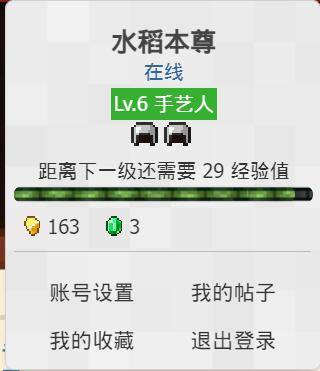 水稻本尊
在线
Lv.6 手艺人
距离下一级还需要 29 经验值
163 3
账号设置 我的帖子
我的收藏 退出登录